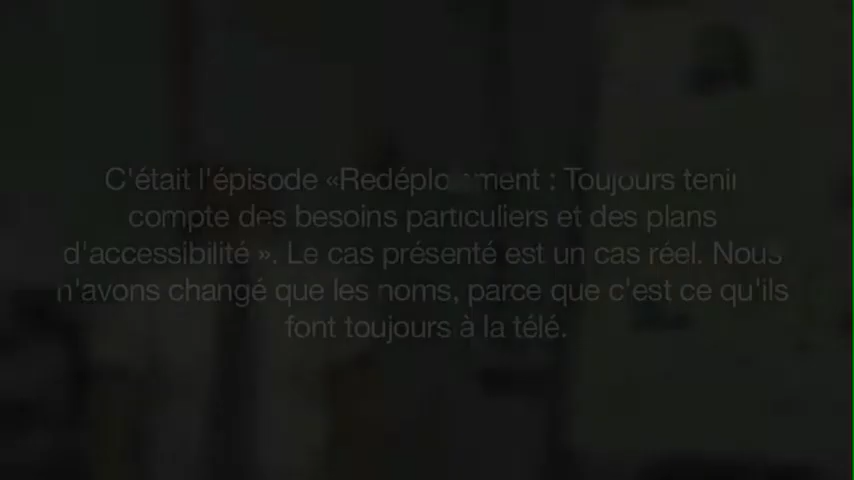 C'était l'épisode «Redéploiement : Toujours tenir
compte des besoins particuliers et des plans
d'accessibilité ». Le cas présenté est un cas réel. Nous
n'avons changé que les noms, parce que c'est ce qu'ils
font toujours à la télé.